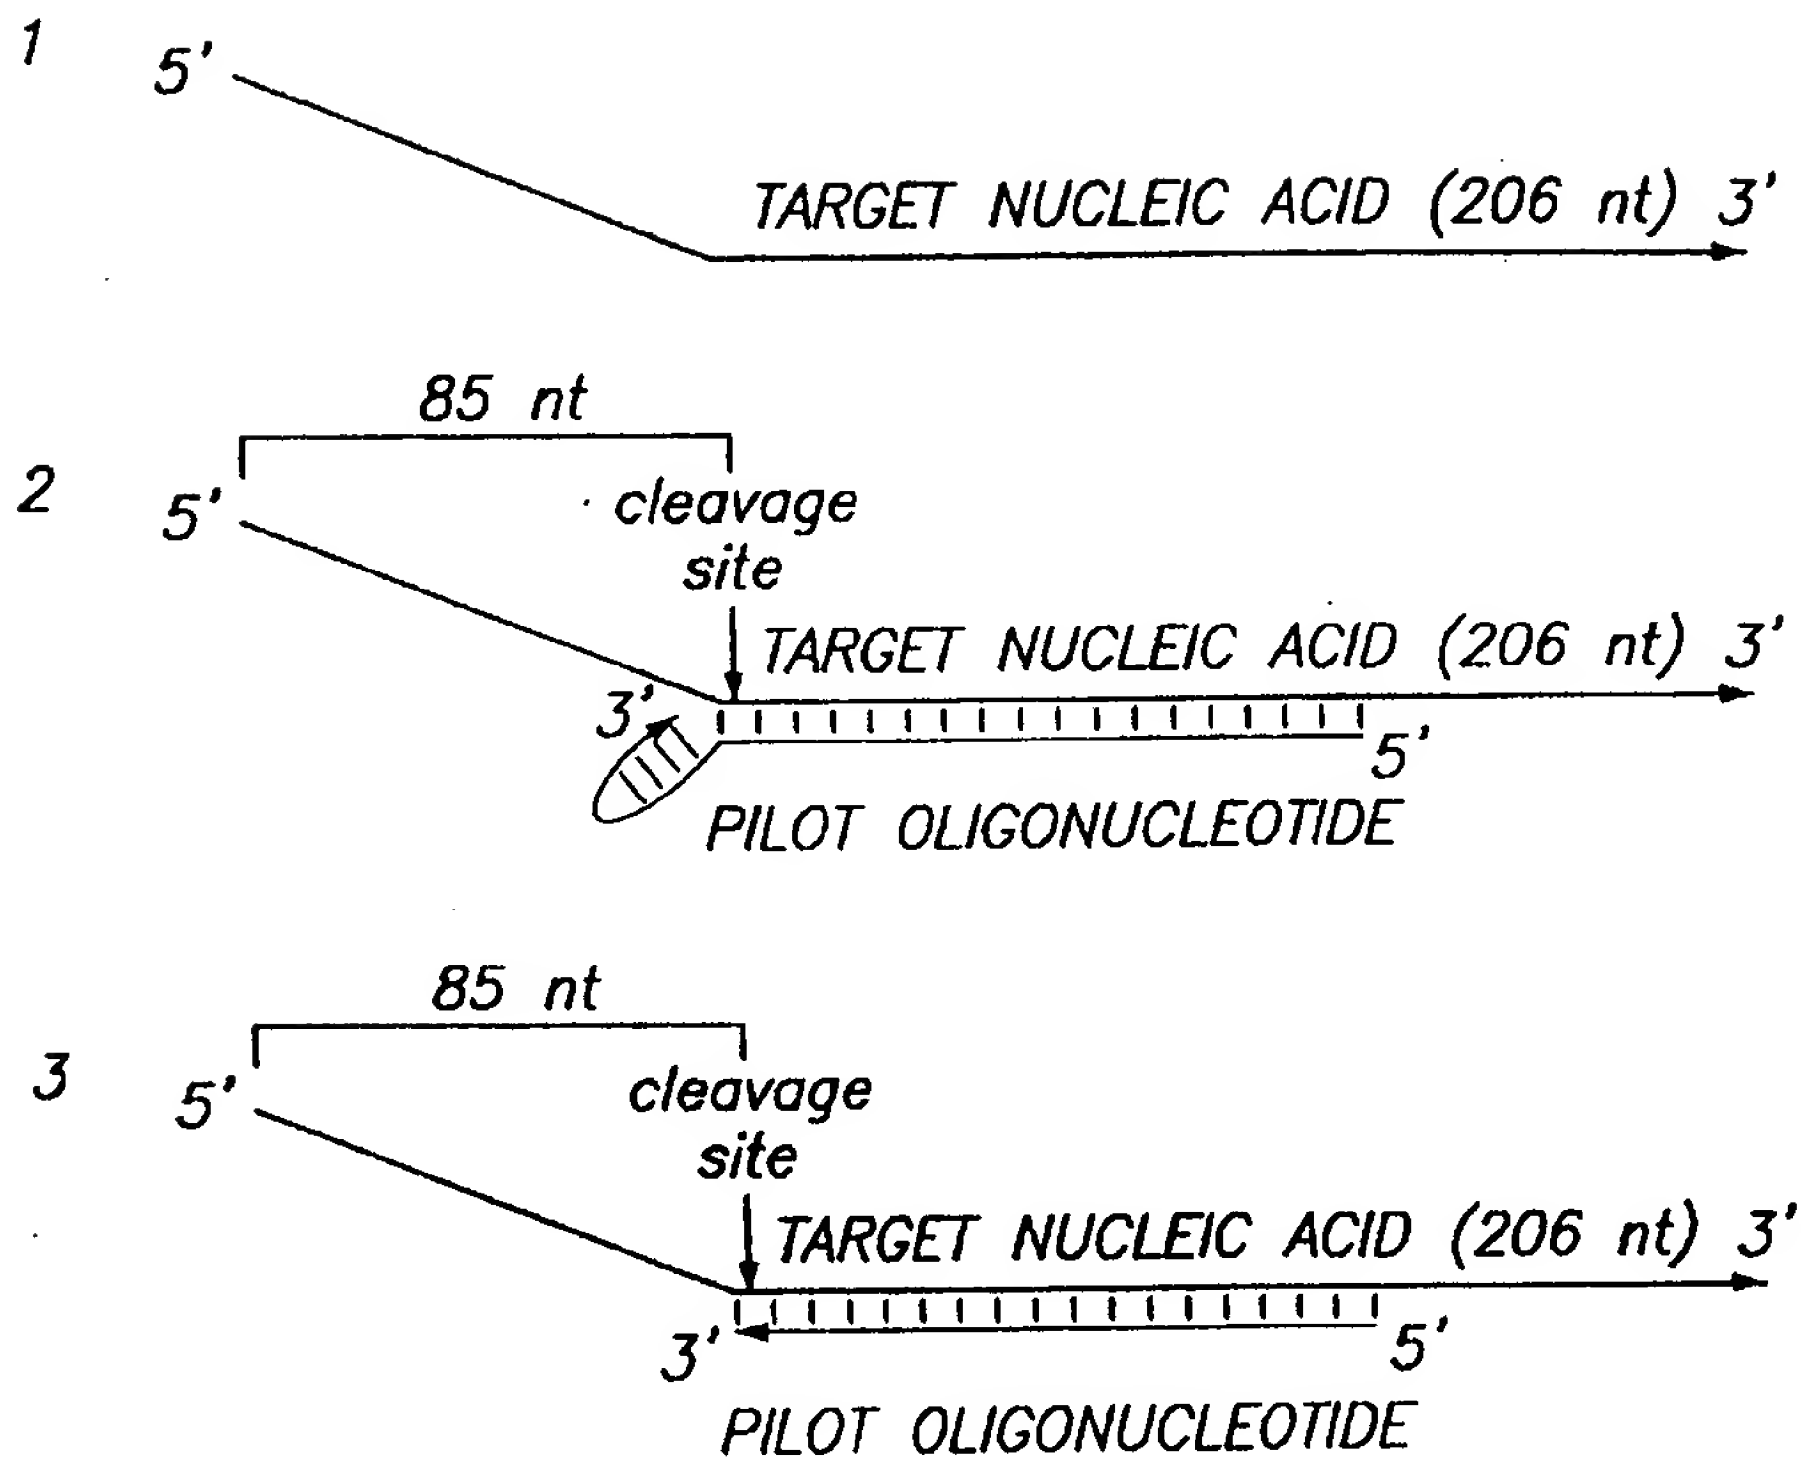 1
5'
TARGET NUCLEIC ACID (206 nt) 3'
85 nt
2
5'
cleavage
site
TARGET NUCLEIC ACID (206 nt) 3'
3'
5'
PILOT OLIGONUCLEOTIDE
85 nt
3
5'
cleavage
site
TARGET NUCLEIC ACID (206 nt) 3'
3'
5'
PILOT OLIGONUCLEOTIDE